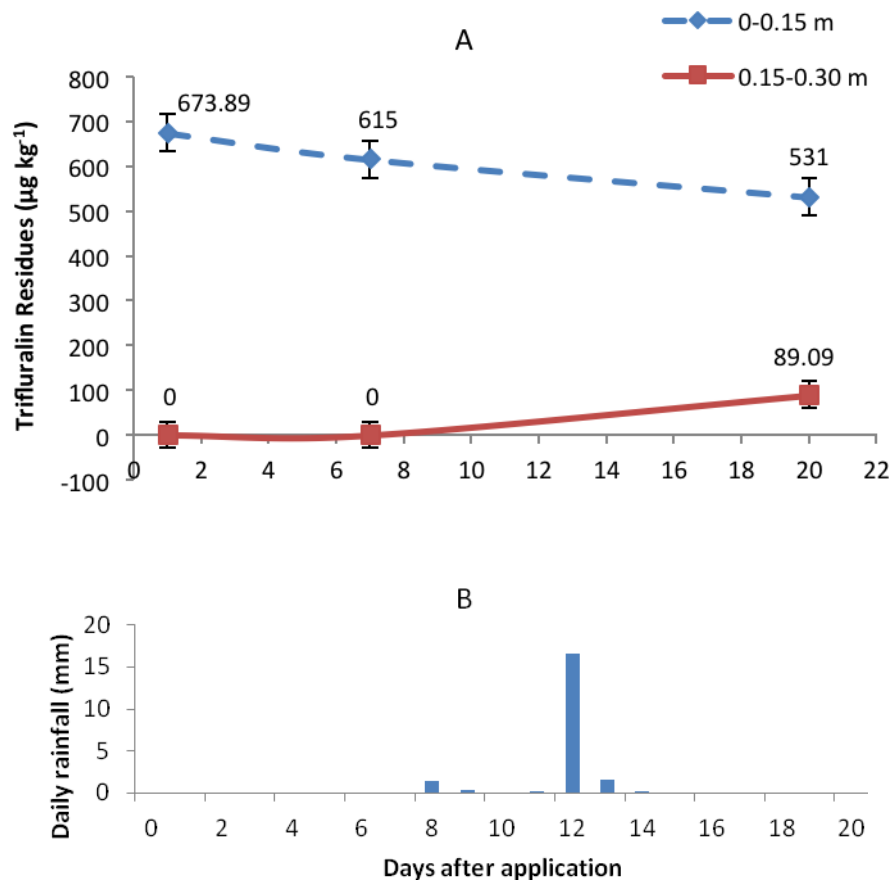 A
0-0.15 m
0.15-0.30 m
Trifluralin Residues (µg kg⁻¹)
800
700
600
500
400
300
200
100
0
-100
673.89
615
531
0
0
89.09
0 2 4 6 8 10 12 14 16 18 20 22
B
Daily rainfall (mm)
20
15
10
5
0
0 2 4 6 8 10 12 14 16 18 20
Days after application